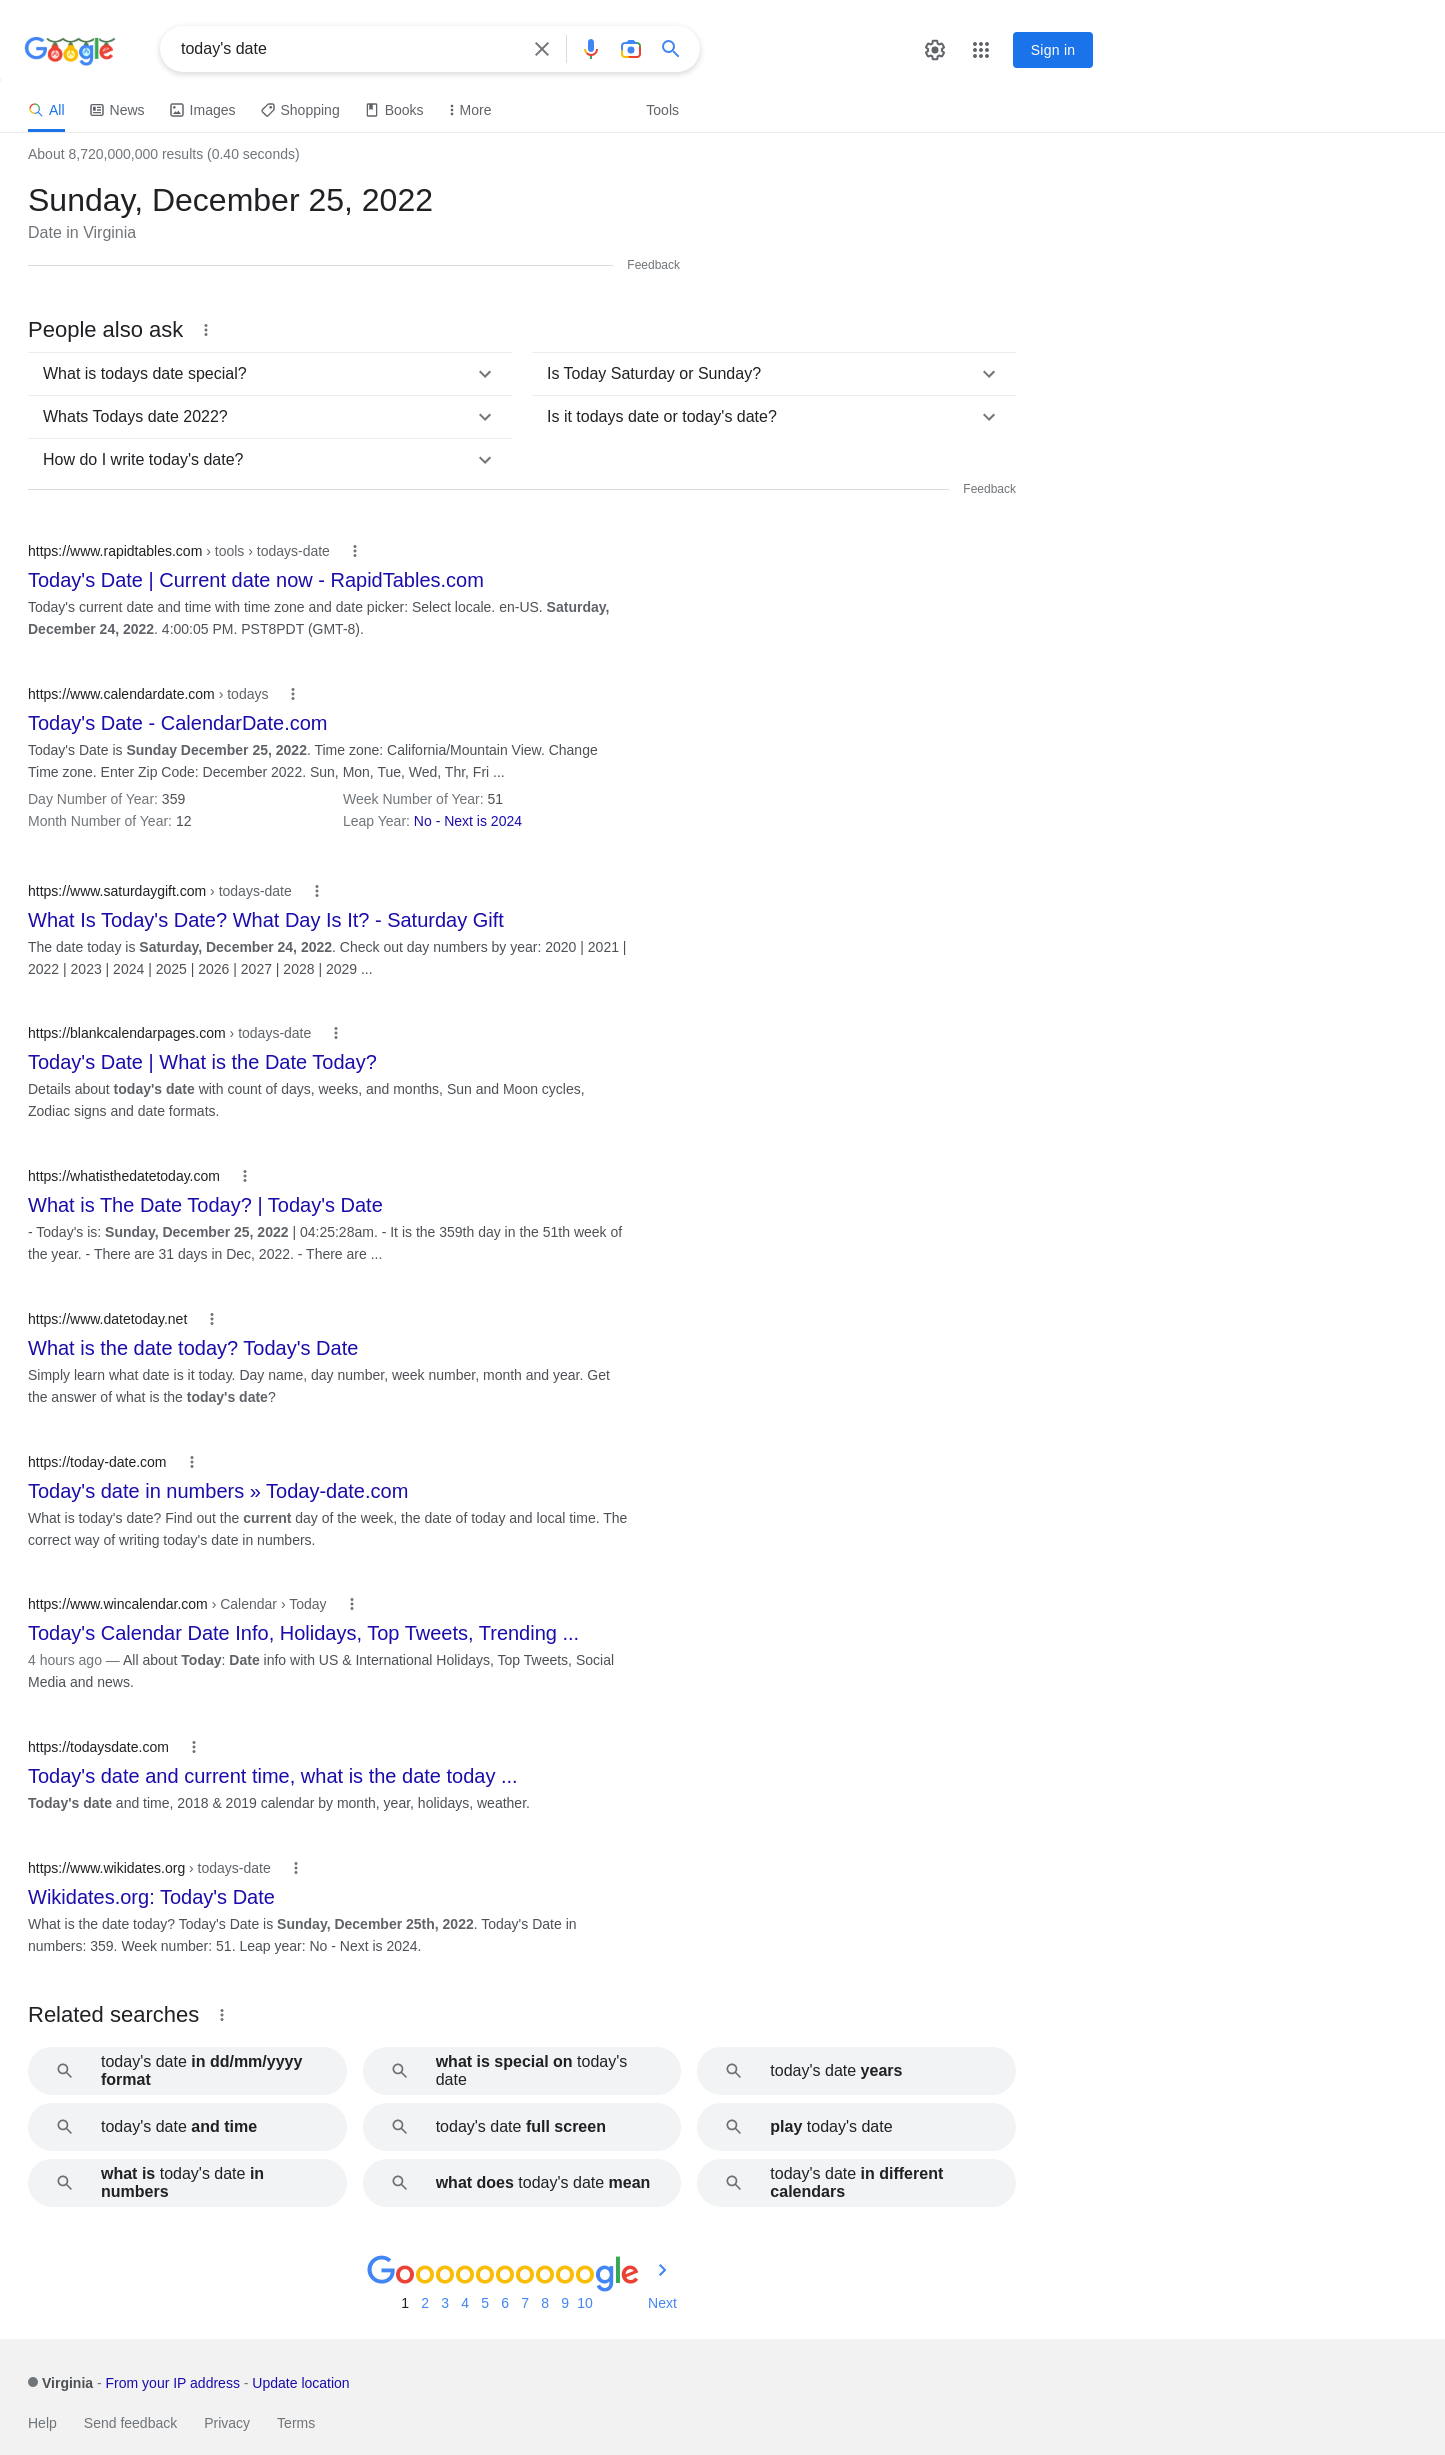 Google
today's date
Sign in
All News Images Shopping Books More Tools
About 8,720,000,000 results (0.40 seconds)
Sunday, December 25, 2022
Date in Virginia
Feedback
People also ask
What is todays date special?
Is Today Saturday or Sunday?
Whats Todays date 2022?
Is it todays date or today's date?
How do I write today's date?
Feedback
https://www.rapidtables.com › tools › todays-date
Today's Date | Current date now - RapidTables.com
Today's current date and time with time zone and date picker: Select locale. en-US. Saturday,
December 24, 2022. 4:00:05 PM. PST8PDT (GMT-8).
https://www.calendardate.com › todays
Today's Date - CalendarDate.com
Today's Date is Sunday December 25, 2022. Time zone: California/Mountain View. Change
Time zone. Enter Zip Code: December 2022. Sun, Mon, Tue, Wed, Thr, Fri ...
Day Number of Year: 359 Week Number of Year: 51
Month Number of Year: 12 Leap Year: No - Next is 2024
https://www.saturdaygift.com › todays-date
What Is Today's Date? What Day Is It? - Saturday Gift
The date today is Saturday, December 24, 2022. Check out day numbers by year: 2020 | 2021 |
2022 | 2023 | 2024 | 2025 | 2026 | 2027 | 2028 | 2029 ...
https://blankcalendarpages.com › todays-date
Today's Date | What is the Date Today?
Details about today's date with count of days, weeks, and months, Sun and Moon cycles,
Zodiac signs and date formats.
https://whatisthedatetoday.com
What is The Date Today? | Today's Date
- Today's is: Sunday, December 25, 2022 | 04:25:28am. - It is the 359th day in the 51th week of
the year. - There are 31 days in Dec, 2022. - There are ...
https://www.datetoday.net
What is the date today? Today's Date
Simply learn what date is it today. Day name, day number, week number, month and year. Get
the answer of what is the today's date?
https://today-date.com
Today's date in numbers » Today-date.com
What is today's date? Find out the current day of the week, the date of today and local time. The
correct way of writing today's date in numbers.
https://www.wincalendar.com › Calendar › Today
Today's Calendar Date Info, Holidays, Top Tweets, Trending ...
4 hours ago — All about Today: Date info with US & International Holidays, Top Tweets, Social
Media and news.
https://todaysdate.com
Today's date and current time, what is the date today ...
Today's date and time, 2018 & 2019 calendar by month, year, holidays, weather.
https://www.wikidates.org › todays-date
Wikidates.org: Today's Date
What is the date today? Today's Date is Sunday, December 25th, 2022. Today's Date in
numbers: 359. Week number: 51. Leap year: No - Next is 2024.
Related searches
today's date in dd/mm/yyyy
format
what is special on today's
date
today's date years
today's date and time
today's date full screen
play today's date
what is today's date in
numbers
what does today's date mean
today's date in different
calendars
Goooooooooogle
1 2 3 4 5 6 7 8 9 10 Next
Virginia - From your IP address - Update location
Help Send feedback Privacy Terms